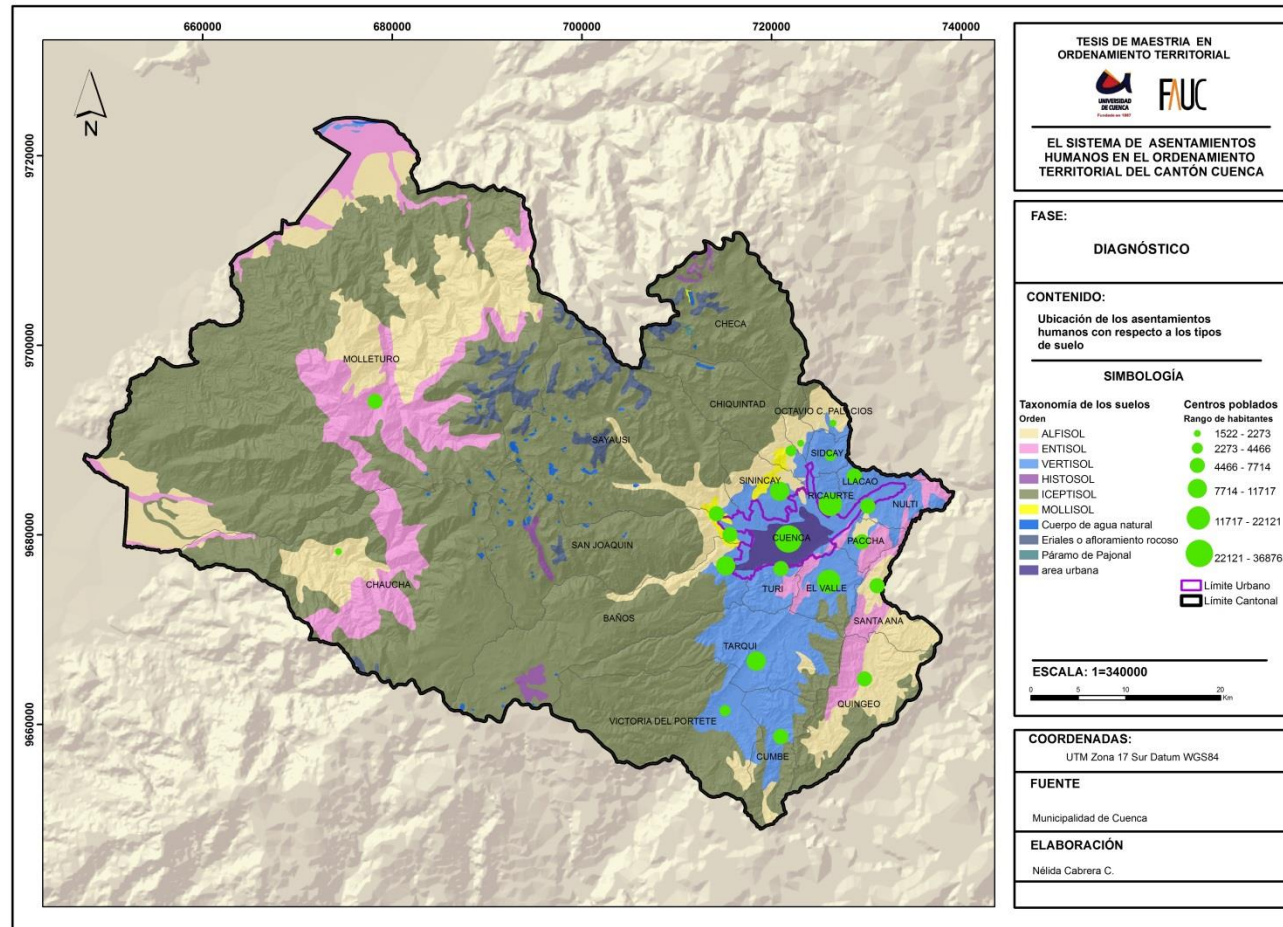 660000
680000
700000
720000
740000
9720000
9700000
9680000
9660000
N
MOLLETURO
CHECA
CHIQUINTAD
OCTAVIO C. PALACIOS
SAYAUSI
SIDCAY
SININCAY
LLACAO
RICAURTE
NULTI
CUENCA
PACCHA
SAN JOAQUIN
CHAUCHA
TURI
EL VALLE
BAÑOS
SANTA ANA
TARQUI
QUINGEO
VICTORIA DEL PORTETE
CUMBE
TESIS DE MAESTRIA EN
ORDENAMIENTO TERRITORIAL
UNIVERSIDAD
DE CUENCA
Fundada en 1867
FAUC
EL SISTEMA DE ASENTAMIENTOS
HUMANOS EN EL ORDENAMIENTO
TERRITORIAL DEL CANTÓN CUENCA
FASE:
DIAGNÓSTICO
CONTENIDO:
Ubicación de los asentamientos
humanos con respecto a los tipos
de suelo
SIMBOLOGÍA
Taxonomía de los suelos
Orden
ALFISOL
ENTISOL
VERTISOL
HISTOSOL
ICEPTISOL
MOLLISOL
Cuerpo de agua natural
Eriales o afloramiento rocoso
Páramo de Pajonal
area urbana
Centros poblados
Rango de habitantes
1522 - 2273
2273 - 4466
4466 - 7714
7714 - 11717
11717 - 22121
22121 - 36876
Límite Urbano
Límite Cantonal
ESCALA: 1=340000
0 5 10 20
Km
COORDENADAS:
UTM Zona 17 Sur Datum WGS84
FUENTE
Municipalidad de Cuenca
ELABORACIÓN
Nélida Cabrera C.